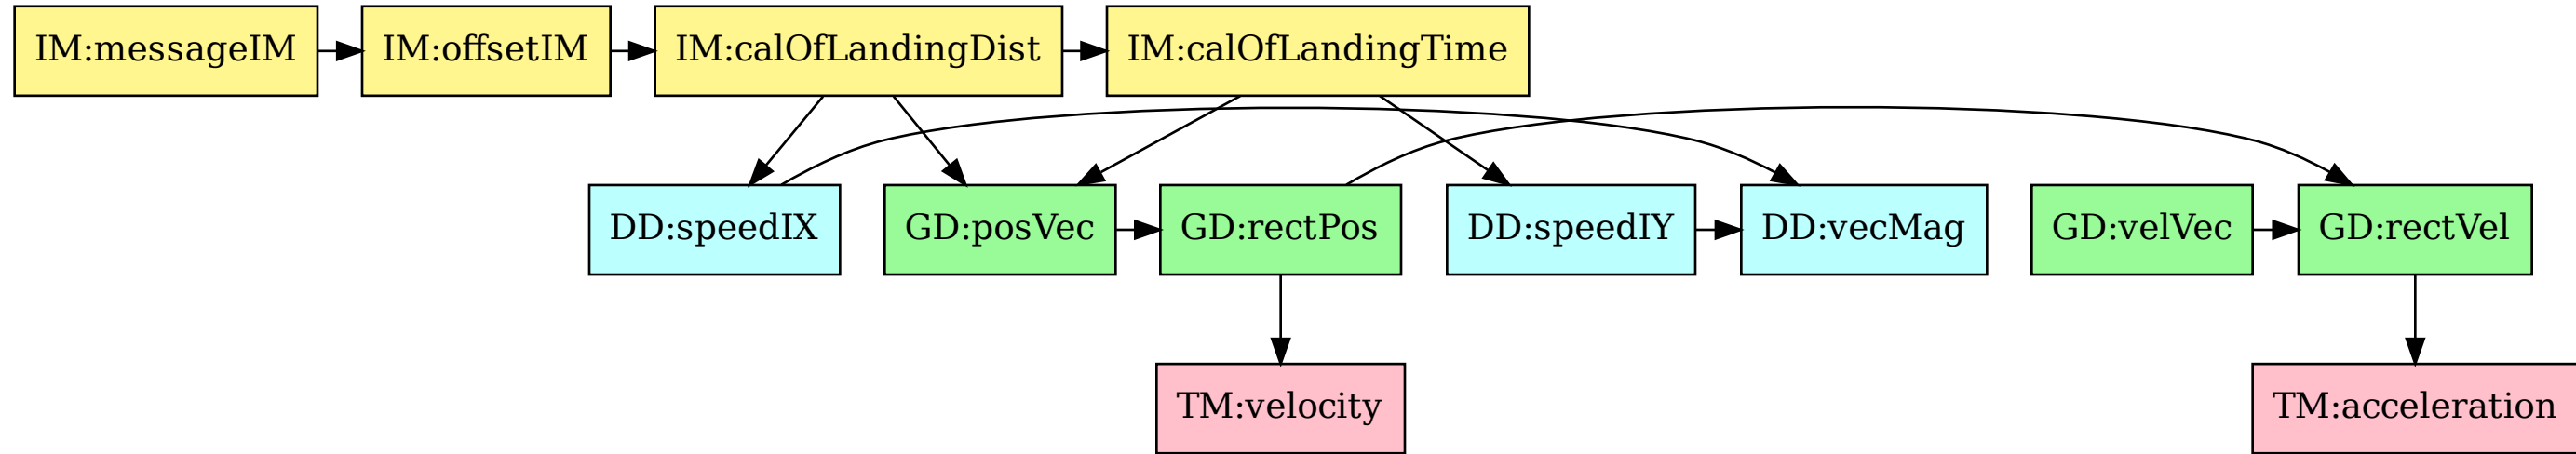 IM:messageIM
IM:offsetIM
IM:calOfLandingDist
IM:calOfLandingTime
DD:speedIX
GD:posVec
GD:rectPos
DD:speedIY
DD:vecMag
GD:velVec
GD:rectVel
TM:velocity
TM:acceleration